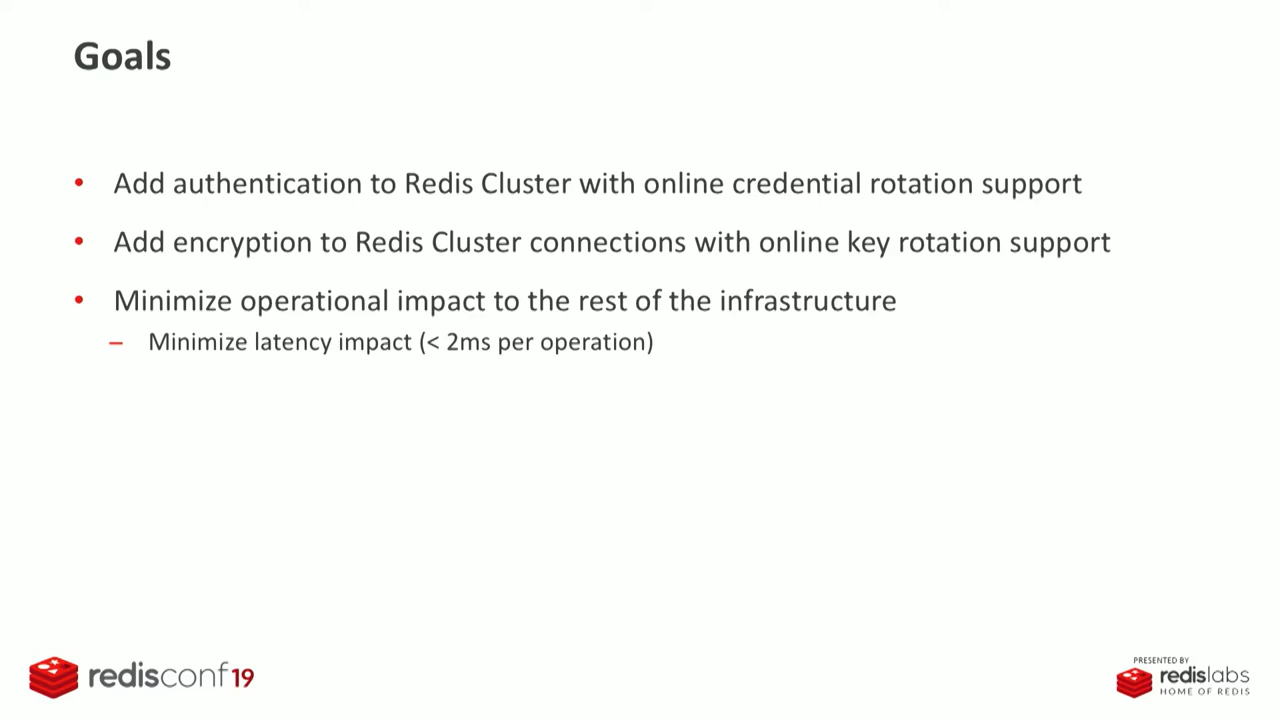 Goals
• Add authentication to Redis Cluster with online credential rotation support
• Add encryption to Redis Cluster connections with online key rotation support
• Minimize operational impact to the rest of the infrastructure
– Minimize latency impact (< 2ms per operation)
redisconf 19
PRESENTED BY
redislabs
HOME OF REDIS